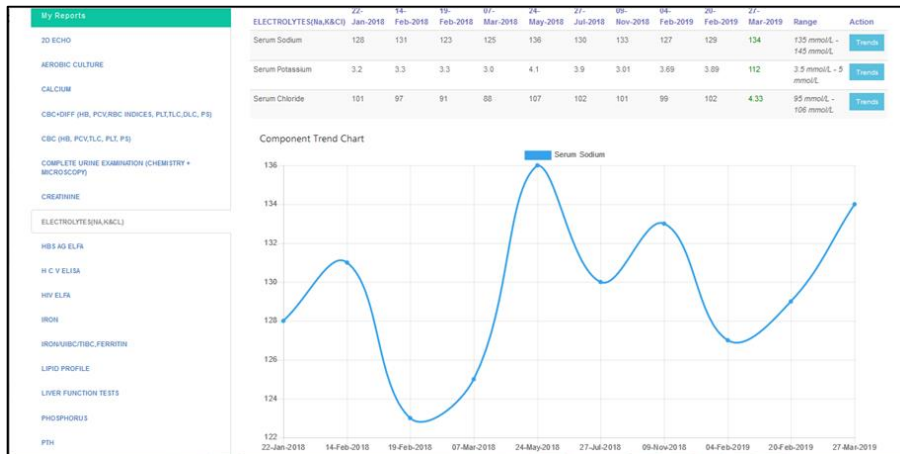 My Reports
2D ECHO
AEROBIC CULTURE
CALCIUM
CBC+DIFF (HB, PCV,RBC INDICES, PLT,TLC,DLC, PS)
CBC (HB, PCV,TLC, PLT, PS)
COMPLETE URINE EXAMINATION (CHEMISTRY +
MICROSCOPY)
CREATININE
ELECTROLYTES(NA,K&CL)
HBS AG ELFA
H C V ELISA
HIV ELFA
IRON
IRON/UIBC/TIBC,FERRITIN
LIPID PROFILE
LIVER FUNCTION TESTS
PHOSPHORUS
PTH
22- 14- 19- 07- 24- 27- 09- 04- 20- 27-
ELECTROLYTES(Na,K&Cl) Jan-2018 Feb-2018 Feb-2018 Mar-2018 May-2018 Jul-2018 Nov-2018 Feb-2019 Feb-2019 Mar-2019 Range Action
Serum Sodium 128 131 123 125 136 130 133 127 129 134 135 mmol/L - Trends
145 mmol/L
Serum Potassium 3.2 3.3 3.3 3.0 4.1 3.9 3.01 3.69 3.89 112 3.5 mmol/L - 5 Trends
mmol/L
Serum Chloride 101 97 91 88 107 102 101 99 102 4.33 95 mmol/L - Trends
106 mmol/L
Component Trend Chart
Serum Sodium
136
134
132
130
128
126
124
122
22-Jan-2018 14-Feb-2018 19-Feb-2018 07-Mar-2018 24-May-2018 27-Jul-2018 09-Nov-2018 04-Feb-2019 20-Feb-2019 27-Mar-2019